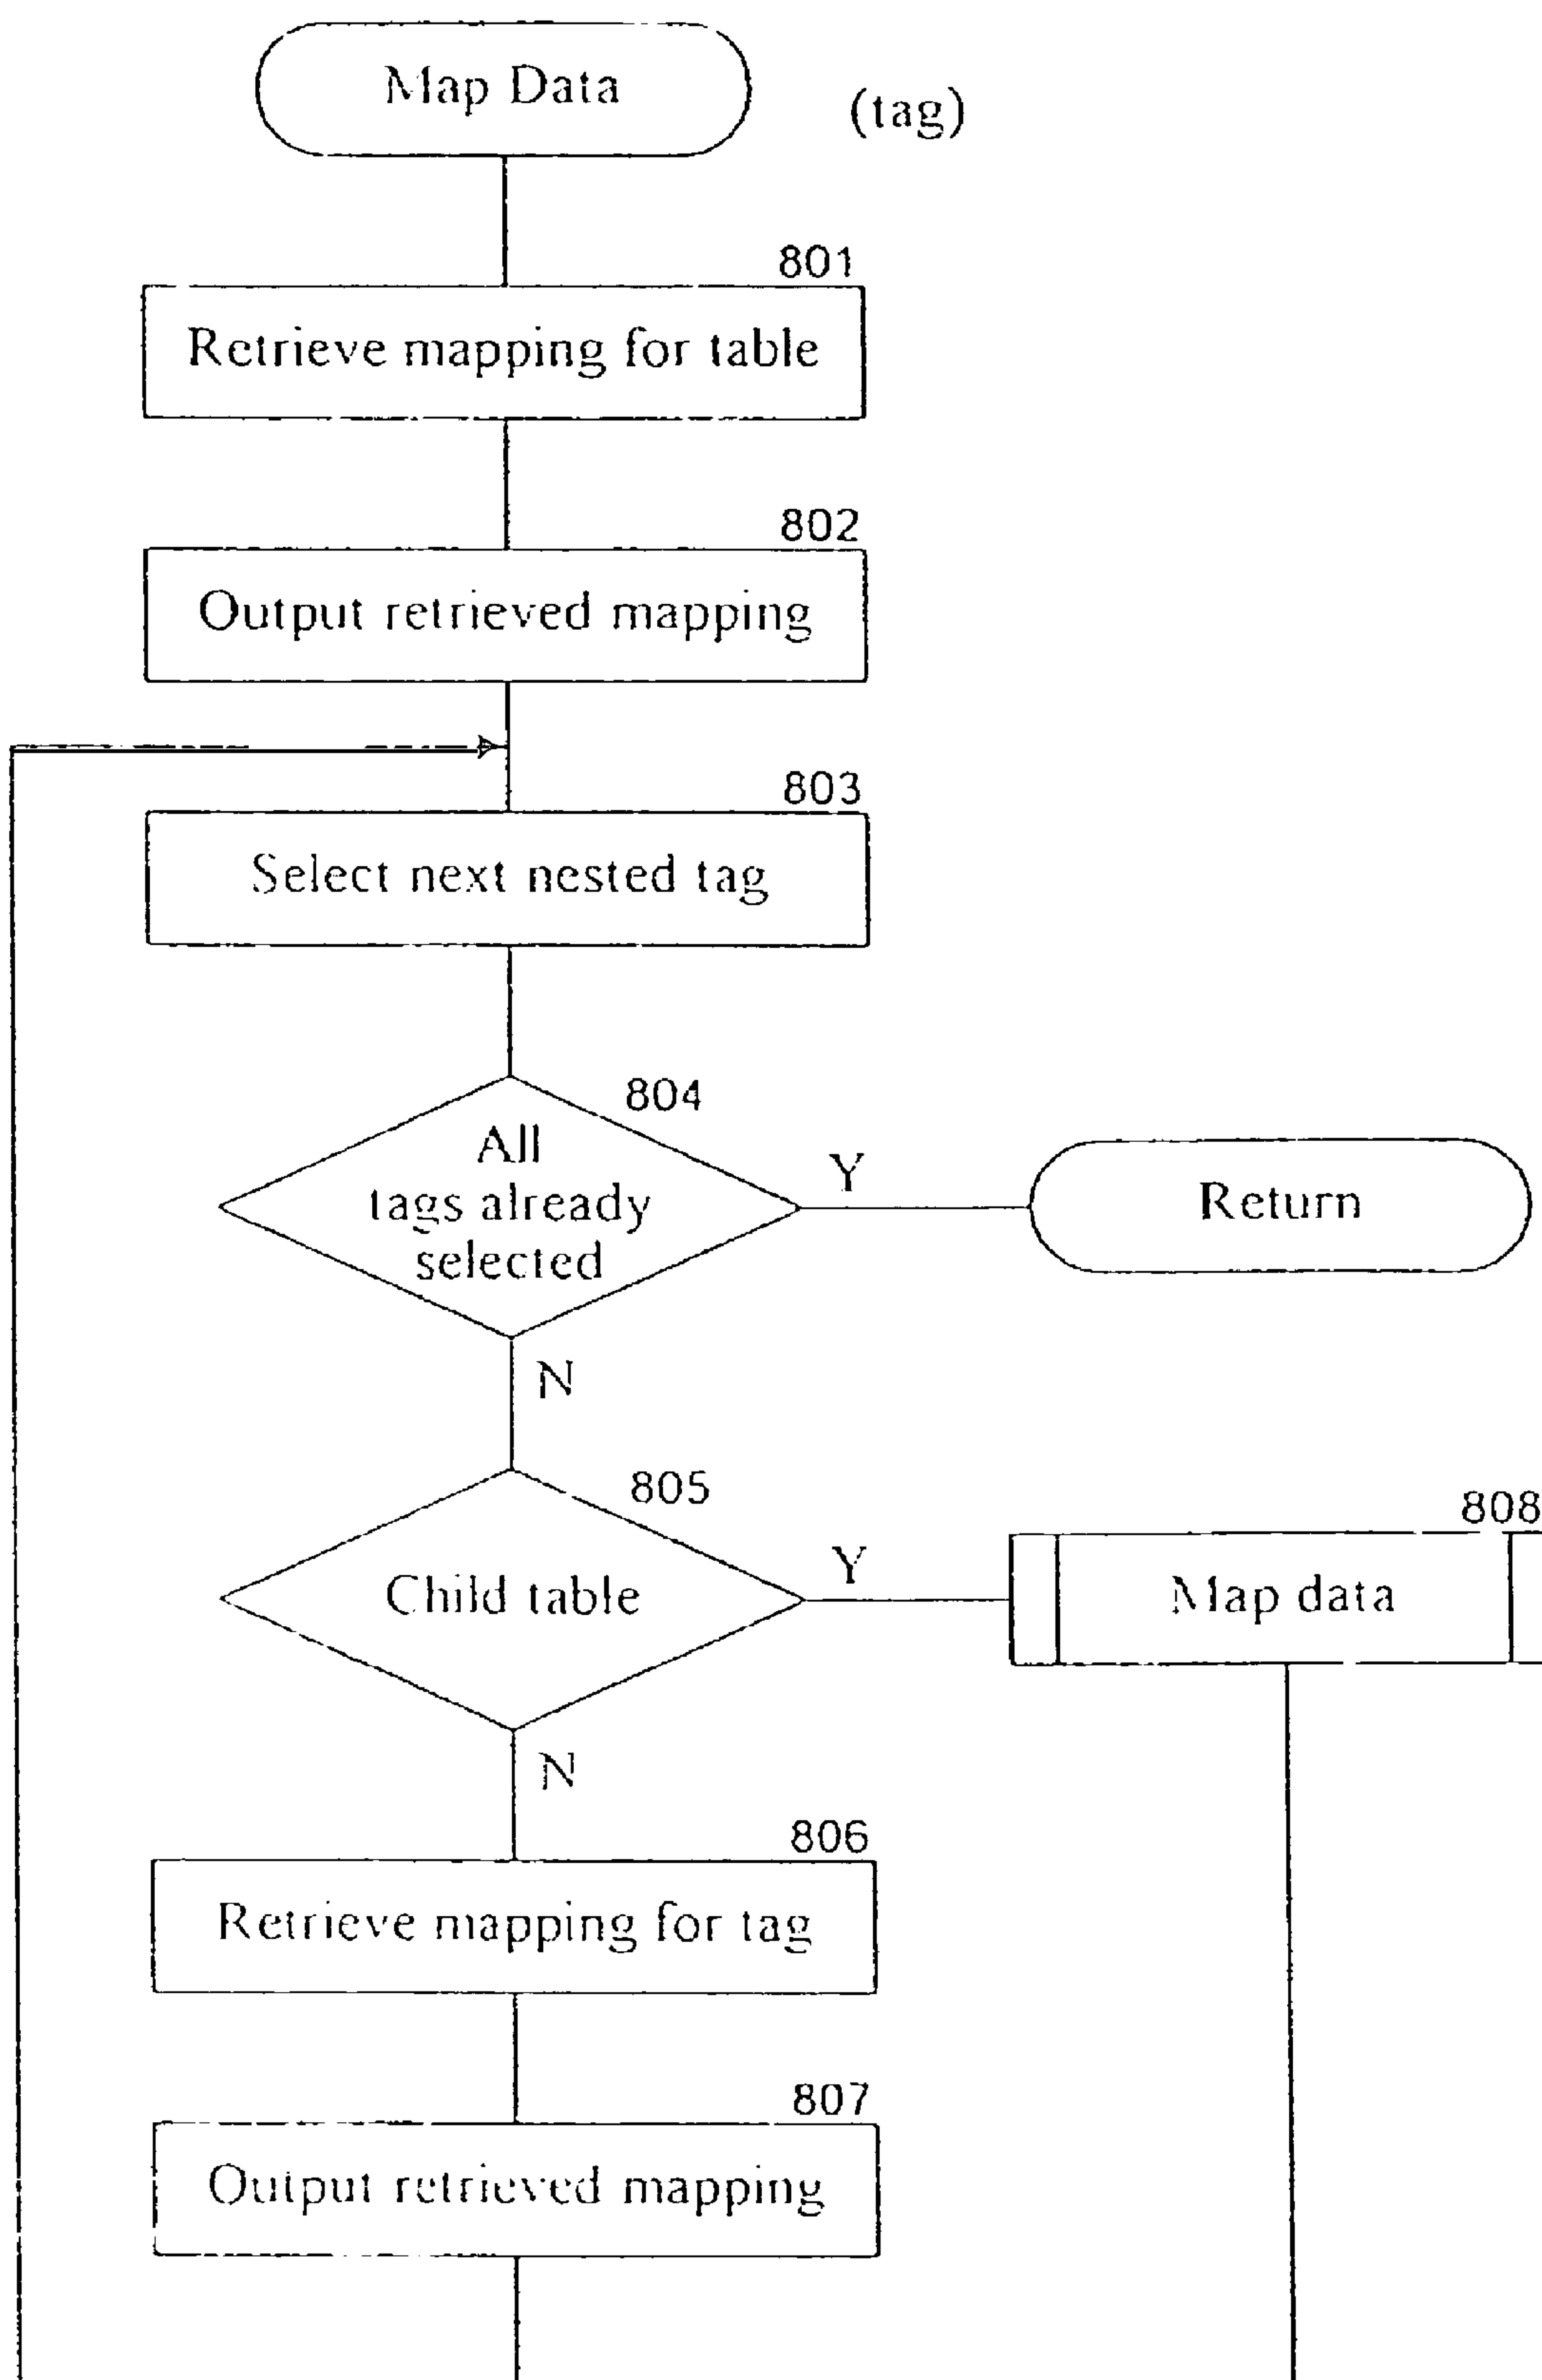 Map Data
(tag)
801
Retrieve mapping for table
802
Output retrieved mapping
803
Select next nested tag
804
All
tags already
selected
Y
Return
N
805
Child table
Y
808
Map data
N
806
Retrieve mapping for tag
807
Output retrieved mapping